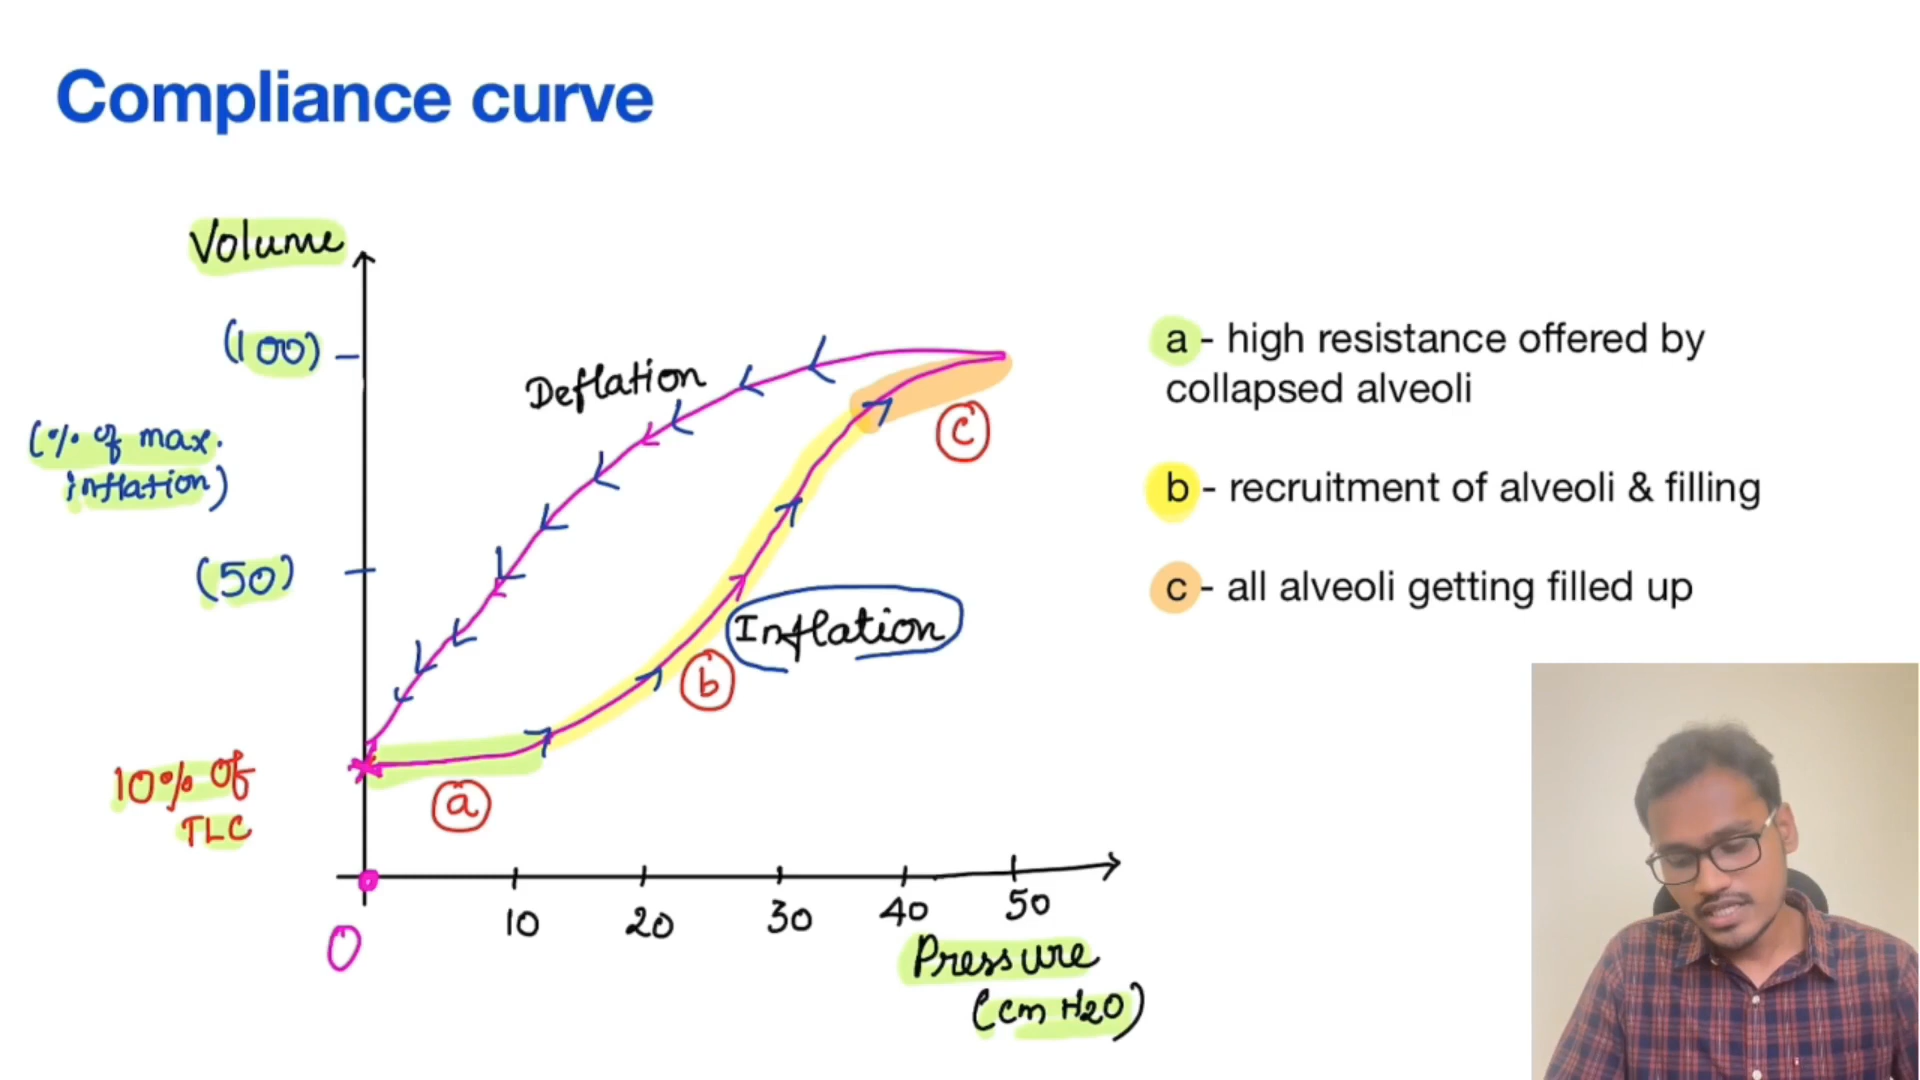 Compliance curve
Volume
(100)
(% of max.
inflation)
(50)
10% of
TLC
0
10
20
30
40
50
Pressure
(cm H2O)
Deflation
Inflation
a
b
c
a - high resistance offered by
collapsed alveoli
b - recruitment of alveoli & filling
c - all alveoli getting filled up